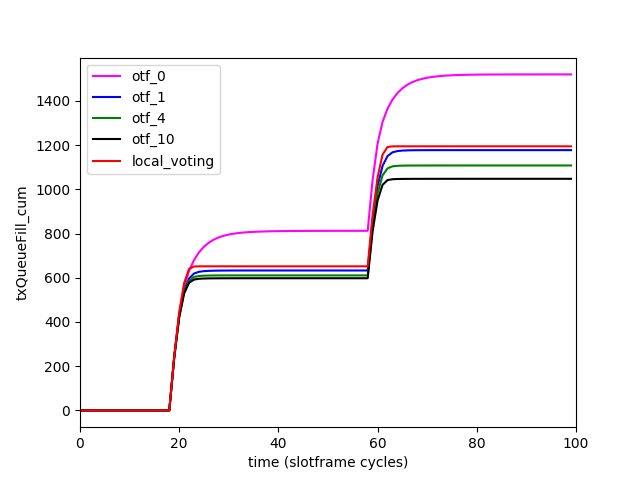 otf_0
otf_1
otf_4
otf_10
local_voting
txQueueFill_cum
1400
1200
1000
800
600
400
200
0
0 20 40 60 80 100
time (slotframe cycles)